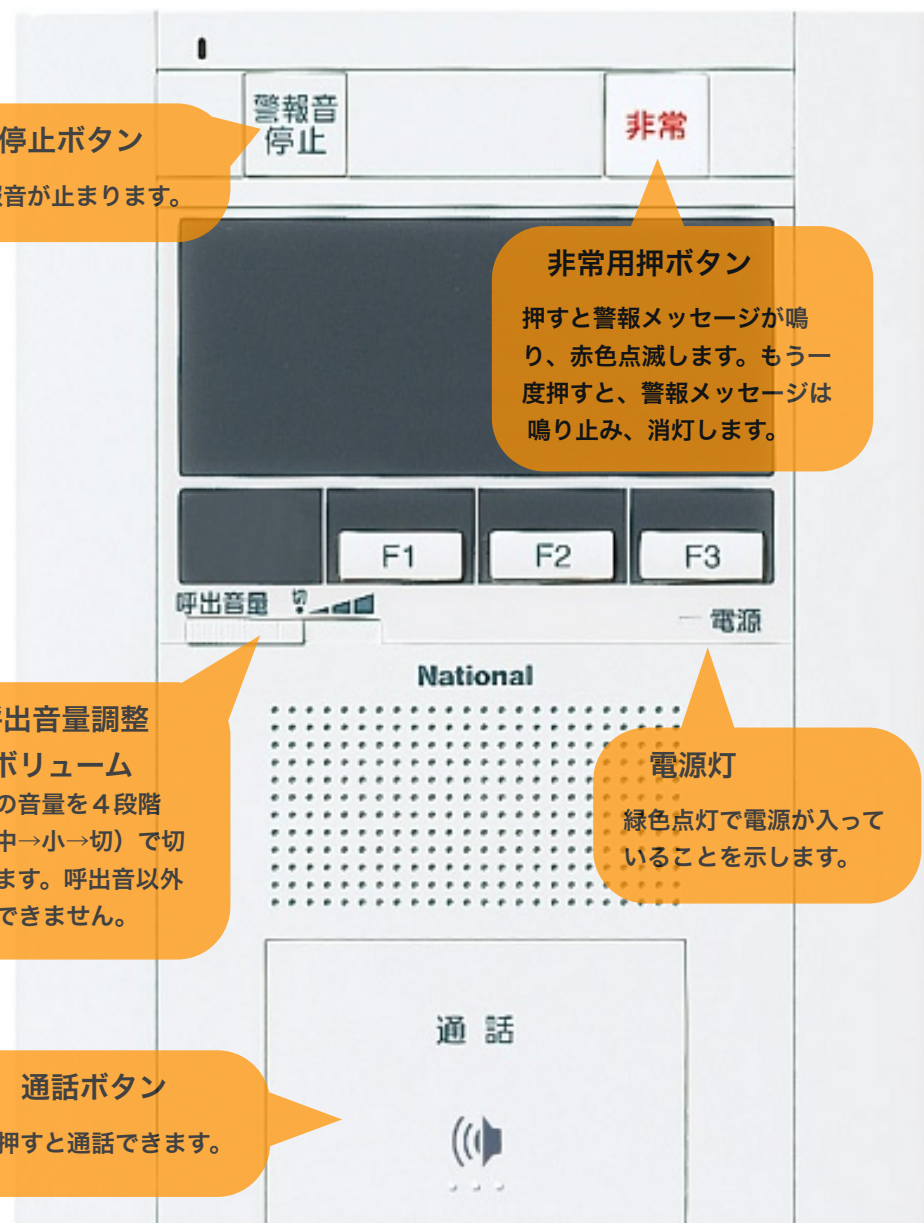 警報音
停止
非常
停止ボタン
報音が止まります。
非常用押ボタン
押すと警報メッセージが鳴
り、赤色点滅します。もう一
度押すと、警報メッセージは
鳴り止み、消灯します。
F1 F2 F3
呼出音量 切
電源
National
呼出音量調整
ボリューム
の音量を４段階
中→小→切）で切
ます。呼出音以外
できません。
電源灯
緑色点灯で電源が入って
いることを示します。
通話
通話ボタン
押すと通話できます。